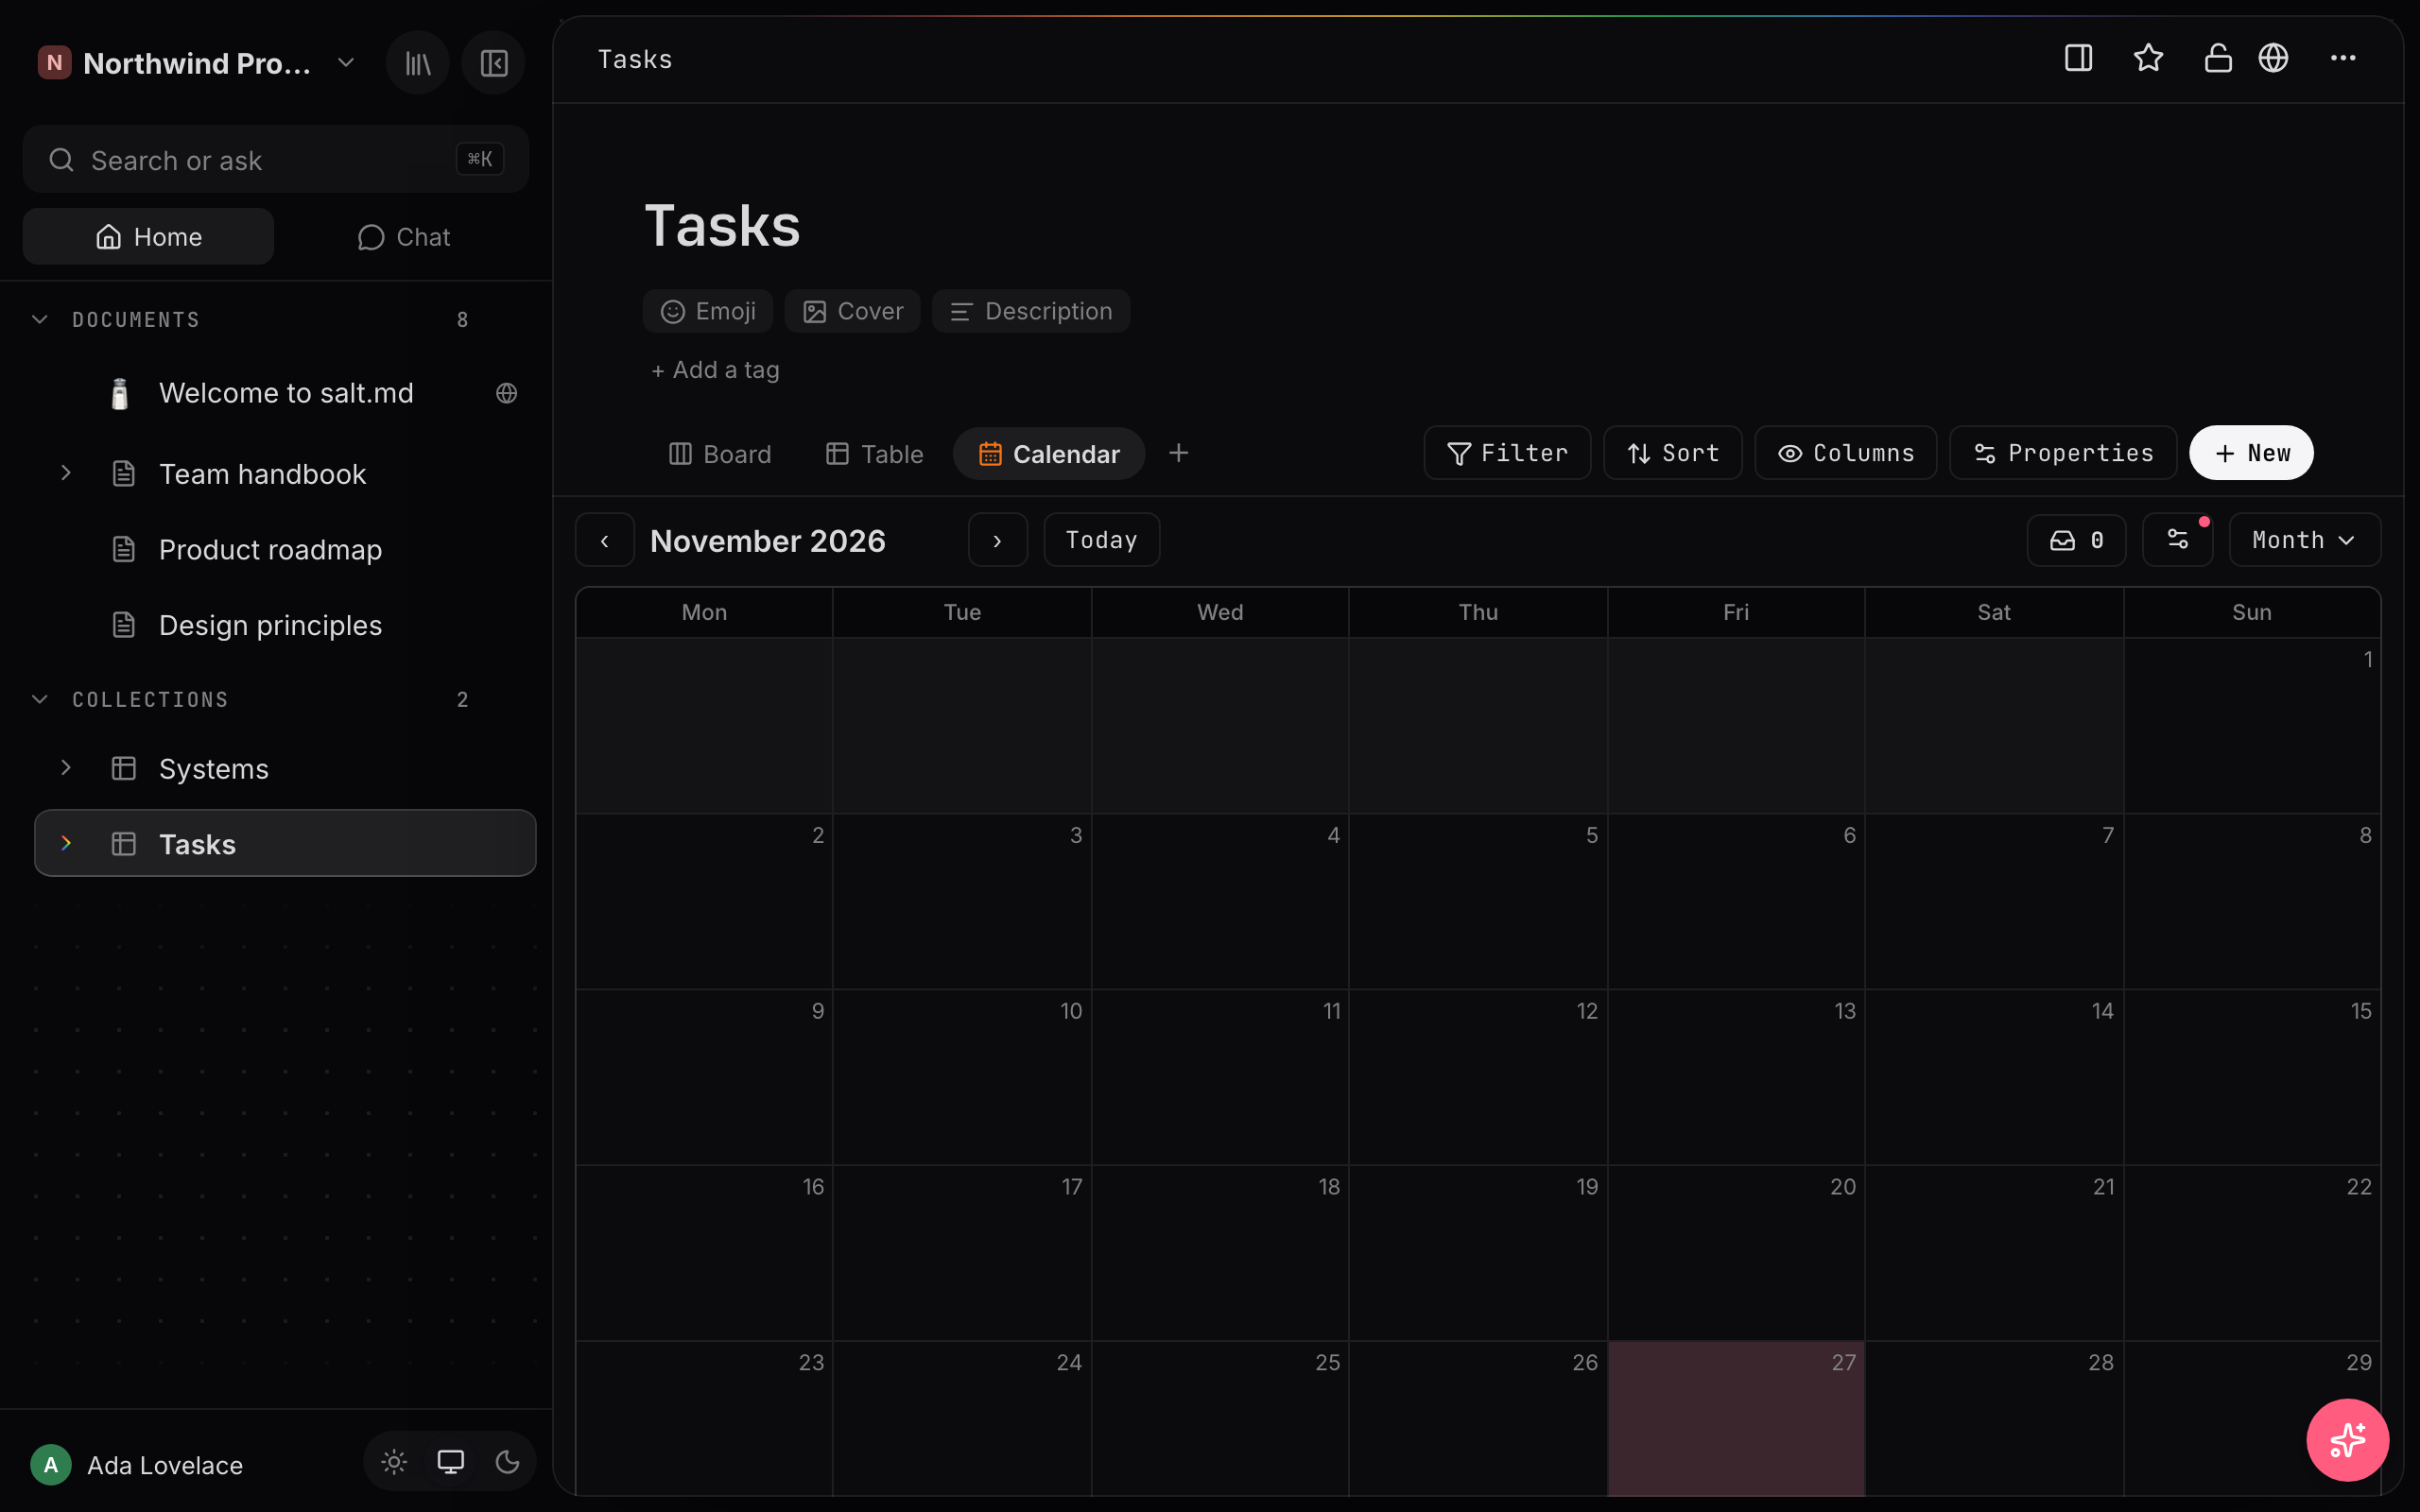 N Northwind Pro...
Search or ask ⌘K
Home Chat
DOCUMENTS 8
Welcome to salt.md
Team handbook
Product roadmap
Design principles
COLLECTIONS 2
Systems
Tasks
A Ada Lovelace
Tasks
Tasks
Emoji Cover Description
+ Add a tag
Board Table Calendar +
Filter Sort Columns Properties + New
‹ November 2026 › Today 0 Month
Mon Tue Wed Thu Fri Sat Sun
1
2 3 4 5 6 7 8
9 10 11 12 13 14 15
16 17 18 19 20 21 22
23 24 25 26 27 28 29